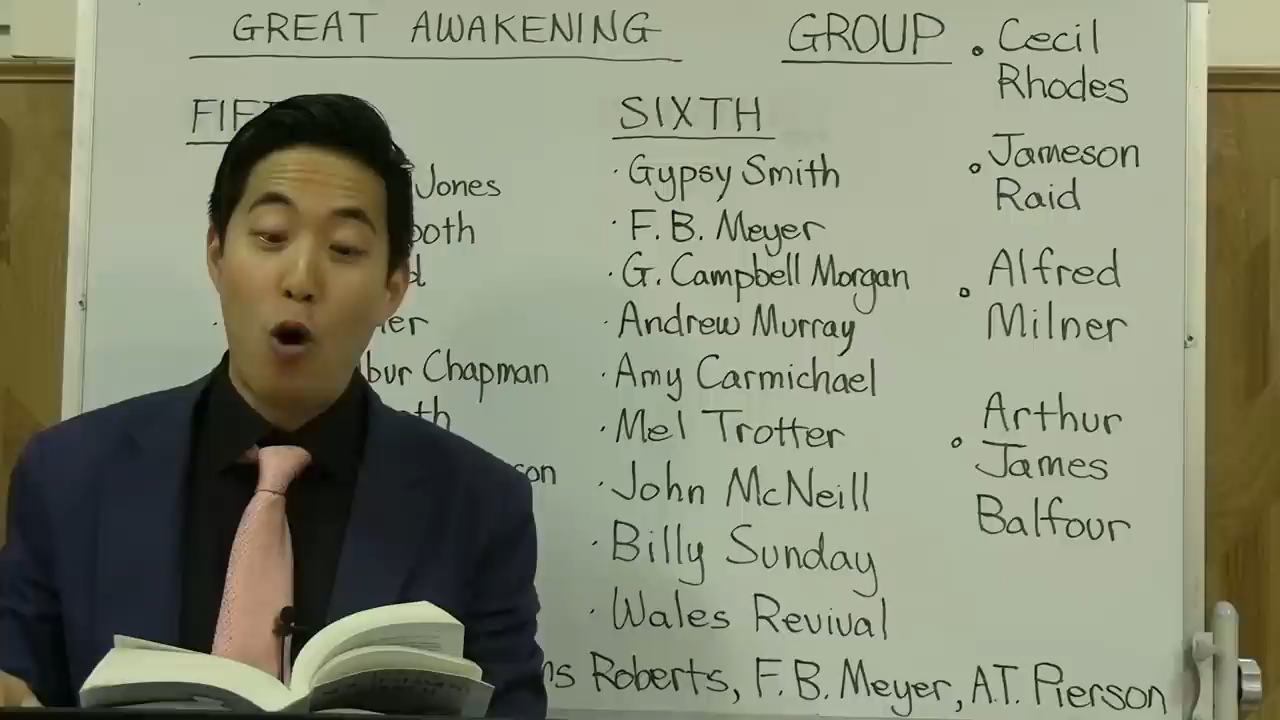 GREAT AWAKENING
GROUP
• Cecil
Rhodes
• Jameson
Raid
• Alfred
Milner
• Arthur
James
Balfour
SIXTH
· Gypsy Smith
· F. B. Meyer
· G. Campbell Morgan
· Andrew Murray
· Amy Carmichael
· Mel Trotter
· John McNeill
· Billy Sunday
· Wales Revival
Jones
Chapman
Roberts, F. B. Meyer, A.T. Pierson